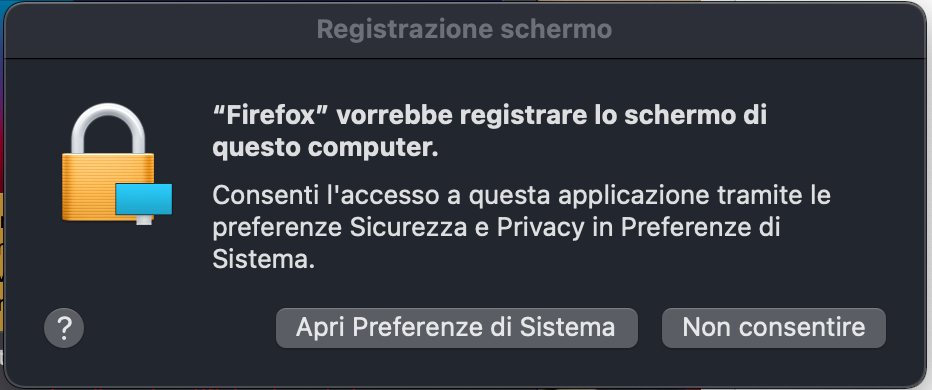 Registrazione schermo
“Firefox” vorrebbe registrare lo schermo di
questo computer.
Consenti l'accesso a questa applicazione tramite le
preferenze Sicurezza e Privacy in Preferenze di
Sistema.
?
Apri Preferenze di Sistema
Non consentire